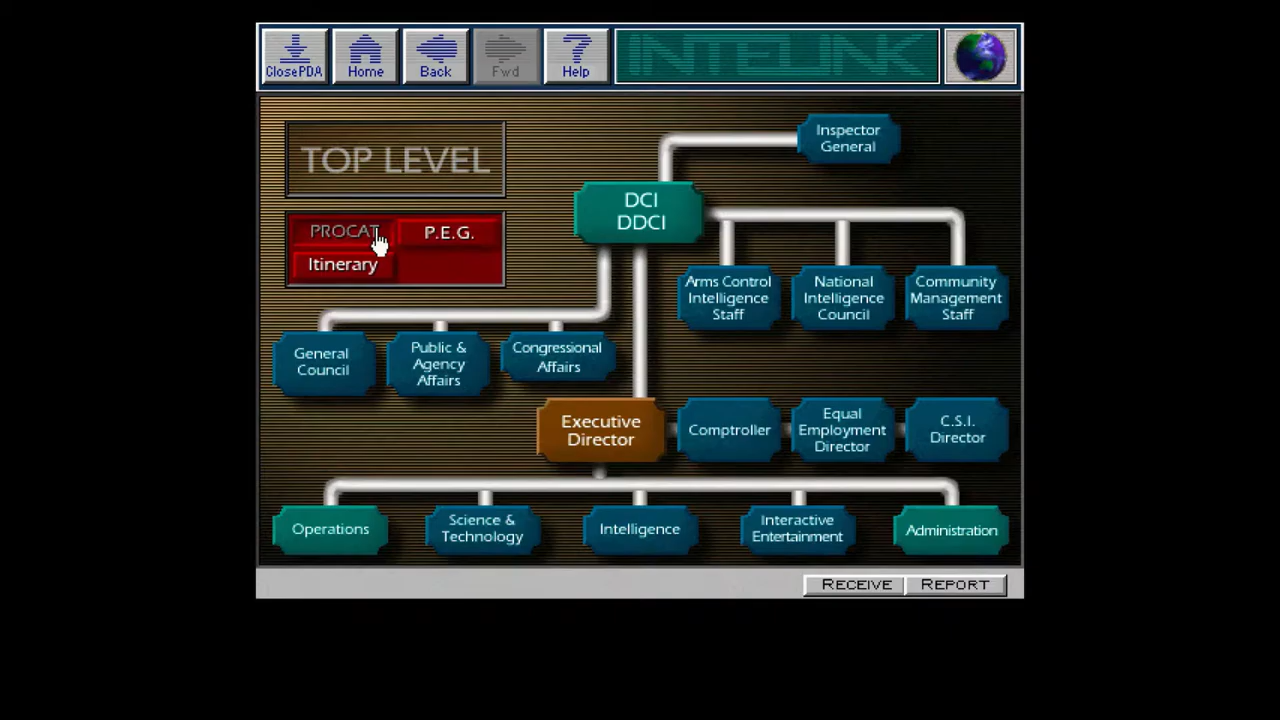 ClosePDA
Home
Back
Fwd
Help
INTELINK
TOP LEVEL
PROCAT
P.E.G.
Itinerary
Inspector
General
DCI
DDCI
Arms Control
Intelligence
Staff
National
Intelligence
Council
Community
Management
Staff
General
Council
Public &
Agency
Affairs
Congressional
Affairs
Executive
Director
Comptroller
Equal
Employment
Director
C.S.I.
Director
Operations
Science &
Technology
Intelligence
Interactive
Entertainment
Administration
RECEIVE
REPORT